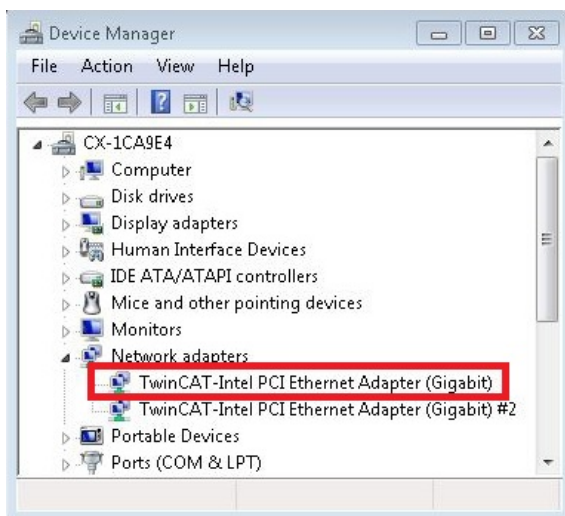 Device Manager
File Action View Help
CX-1CA9E4
Computer
Disk drives
Display adapters
Human Interface Devices
IDE ATA/ATAPI controllers
Mice and other pointing devices
Monitors
Network adapters
TwinCAT-Intel PCI Ethernet Adapter (Gigabit)
TwinCAT-Intel PCI Ethernet Adapter (Gigabit) #2
Portable Devices
Ports (COM & LPT)